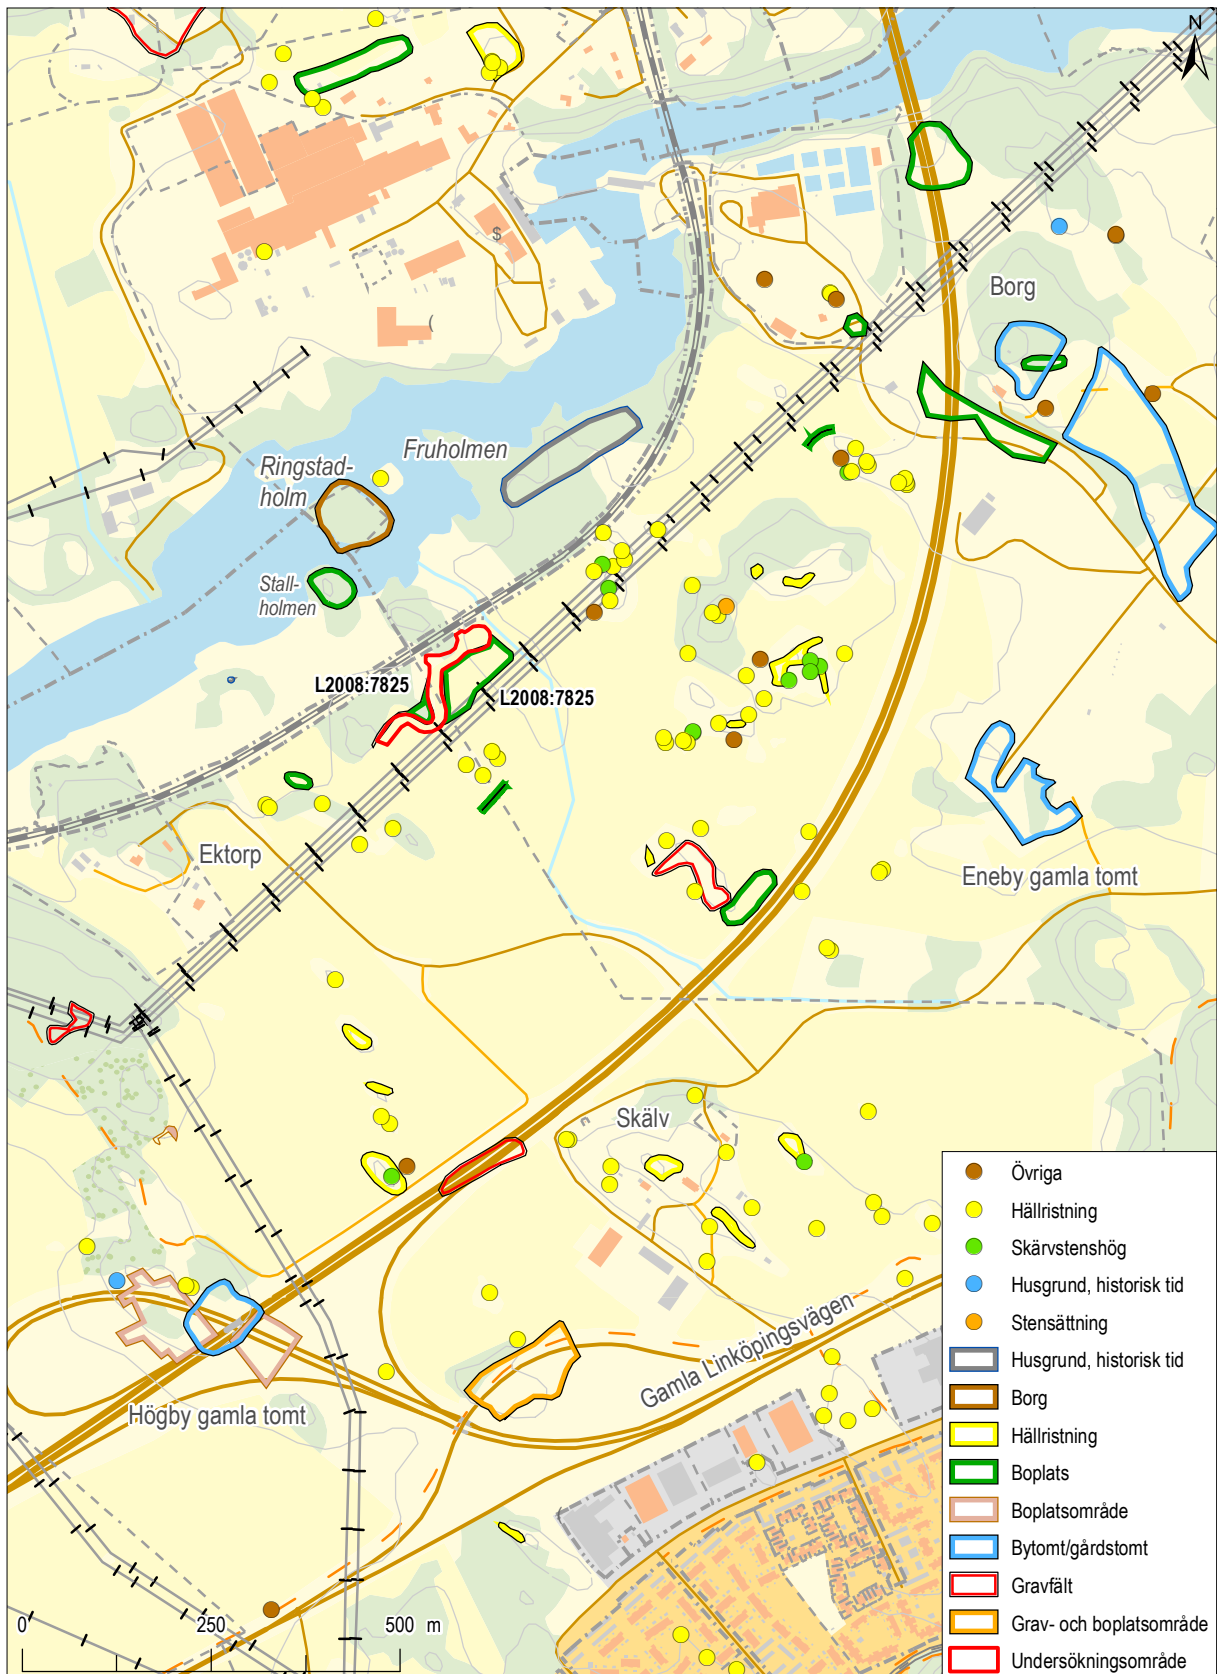 N
$
Borg
Fruholmen
Ringstad-
holm
Stall-
holmen
L2008:7825
L2008:7825
Ektorp
Eneby gamla tomt
Skälv
Gamla Linköpingsvägen
Högby gamla tomt
Övriga
Hällristning
Skärvstenshög
Husgrund, historisk tid
Stensättning
Husgrund, historisk tid
Borg
Hällristning
Boplats
Boplatsområde
Bytomt/gårdstomt
Gravfält
Grav- och boplatsområde
Undersökningsområde
0 250 500 m